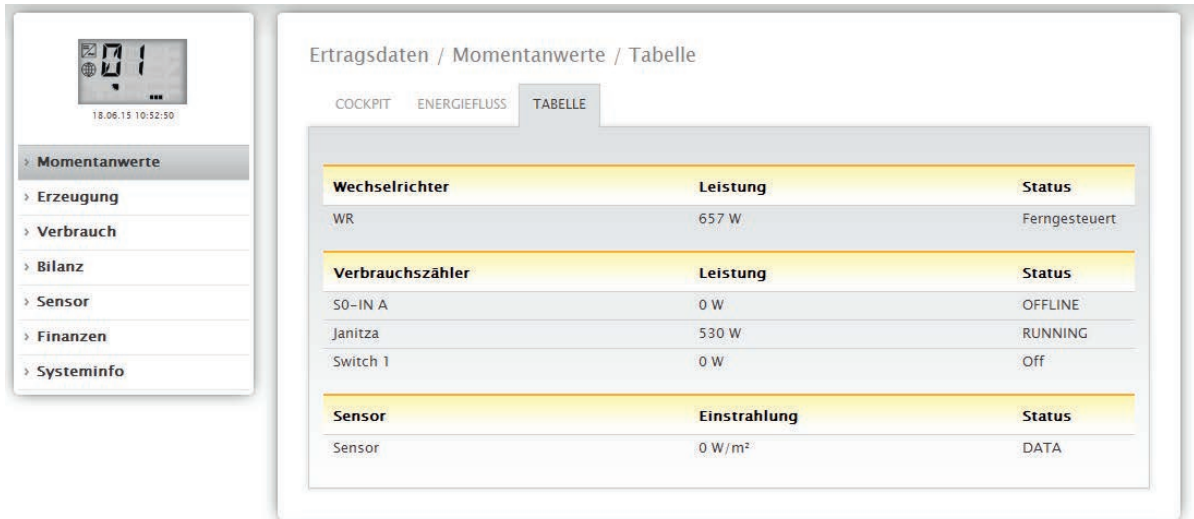 01
18.06.15 10:52:50
› Momentanwerte
› Erzeugung
› Verbrauch
› Bilanz
› Sensor
› Finanzen
› Systeminfo
Ertragsdaten / Momentanwerte / Tabelle
COCKPIT ENERGIEFLUSS TABELLE
Wechselrichter Leistung Status
WR 657 W Ferngesteuert
Verbrauchszähler Leistung Status
S0-IN A 0 W OFFLINE
Janitza 530 W RUNNING
Switch 1 0 W Off
Sensor Einstrahlung Status
Sensor 0 W/m² DATA